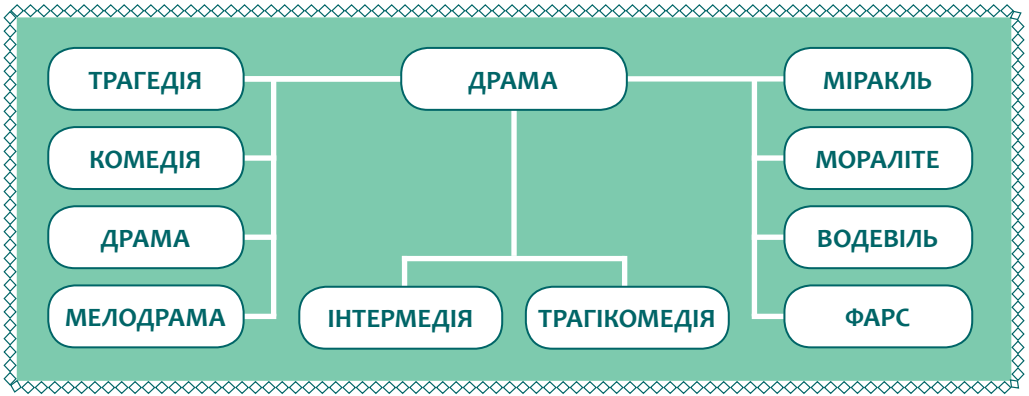 ДРАМА
ТРАГЕДІЯ
КОМЕДІЯ
ДРАМА
МЕЛОДРАМА
ІНТЕРМЕДІЯ
ТРАГІКОМЕДІЯ
МІРАКЛЬ
МОРАЛІТЕ
ВОДЕВІЛЬ
ФАРС